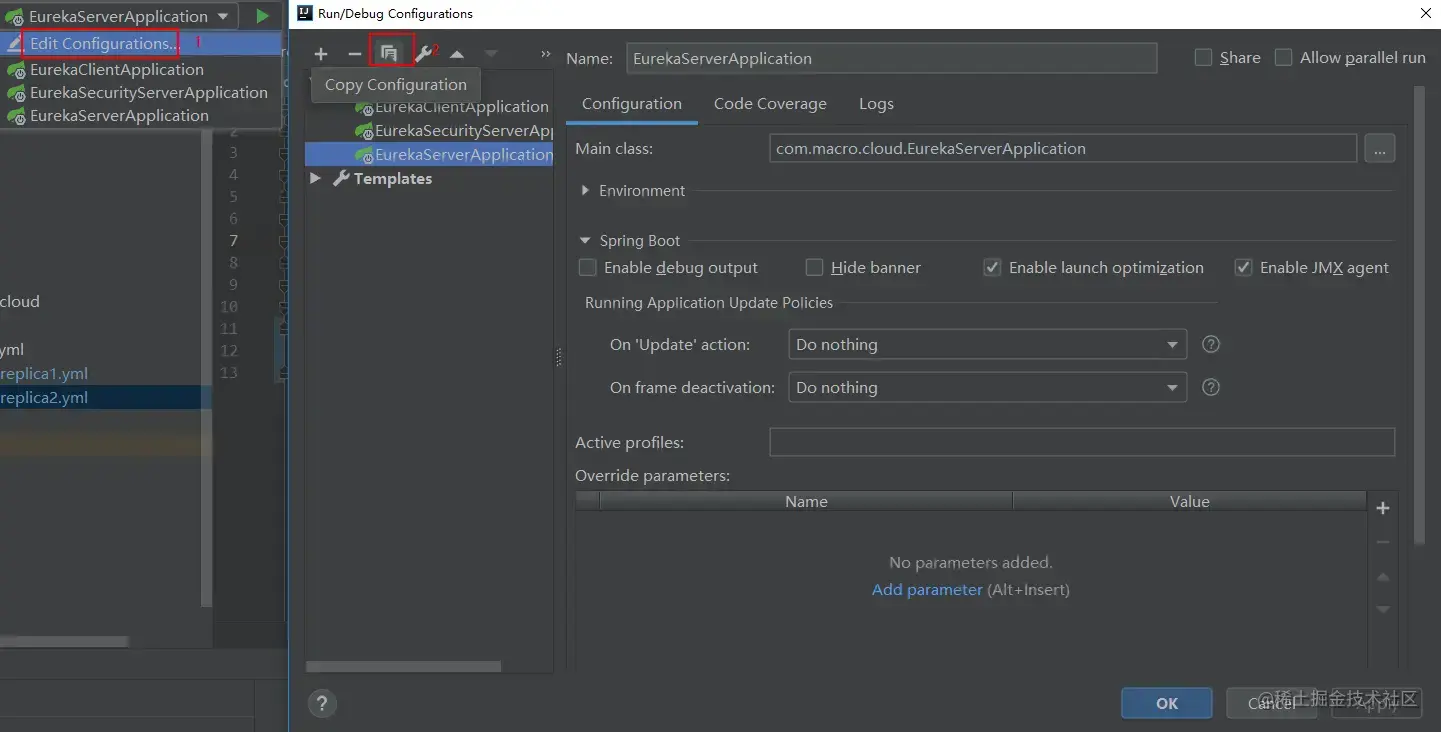 EurekaServerApplication
Edit Configurations... 1
EurekaClientApplication
EurekaSecurityServerApplication
EurekaServerApplication
2
3
4
5
6
7
8
9
10
11
12
13
cloud
yml
replica1.yml
replica2.yml
Run/Debug Configurations
2
Copy Configuration
EurekaClientApplication
EurekaSecurityServerApp
EurekaServerApplication
Templates
Name: EurekaServerApplication Share Allow parallel run
Configuration Code Coverage Logs
Main class: com.macro.cloud.EurekaServerApplication ...
Environment
Spring Boot
Enable debug output Hide banner Enable launch optimization Enable JMX agent
Running Application Update Policies
On 'Update' action: Do nothing ?
On frame deactivation: Do nothing ?
Active profiles:
Override parameters:
Name Value
No parameters added.
Add parameter (Alt+Insert)
? OK Cancel Apply
@稀土掘金技术社区